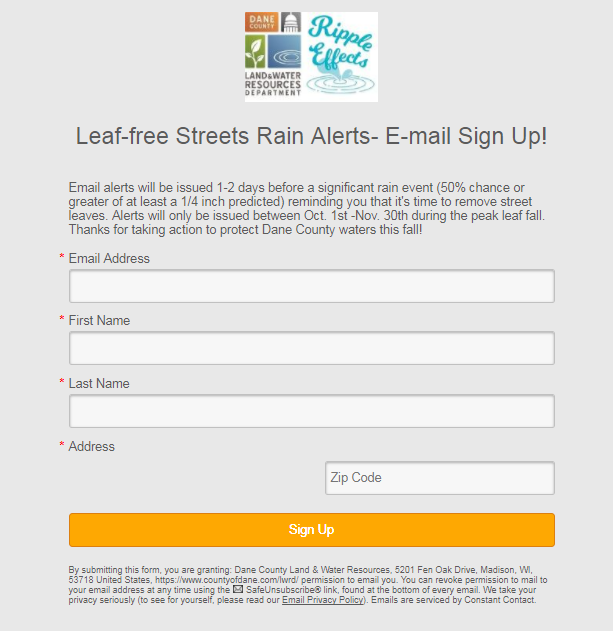 DANE
COUNTY
LAND&WATER
RESOURCES
DEPARTMENT
Ripple
Effects
Leaf-free Streets Rain Alerts- E-mail Sign Up!
Email alerts will be issued 1-2 days before a significant rain event (50% chance or
greater of at least a 1/4 inch predicted) reminding you that it's time to remove street
leaves. Alerts will only be issued between Oct. 1st -Nov. 30th during the peak leaf fall.
Thanks for taking action to protect Dane County waters this fall!
* Email Address
* First Name
* Last Name
* Address
Zip Code
Sign Up
By submitting this form, you are granting: Dane County Land & Water Resources, 5201 Fen Oak Drive, Madison, WI,
53718 United States, https://www.countyofdane.com/lwrd/ permission to email you. You can revoke permission to mail to
your email address at any time using the SafeUnsubscribe® link, found at the bottom of every email. We take your
privacy seriously (to see for yourself, please read our Email Privacy Policy). Emails are serviced by Constant Contact.